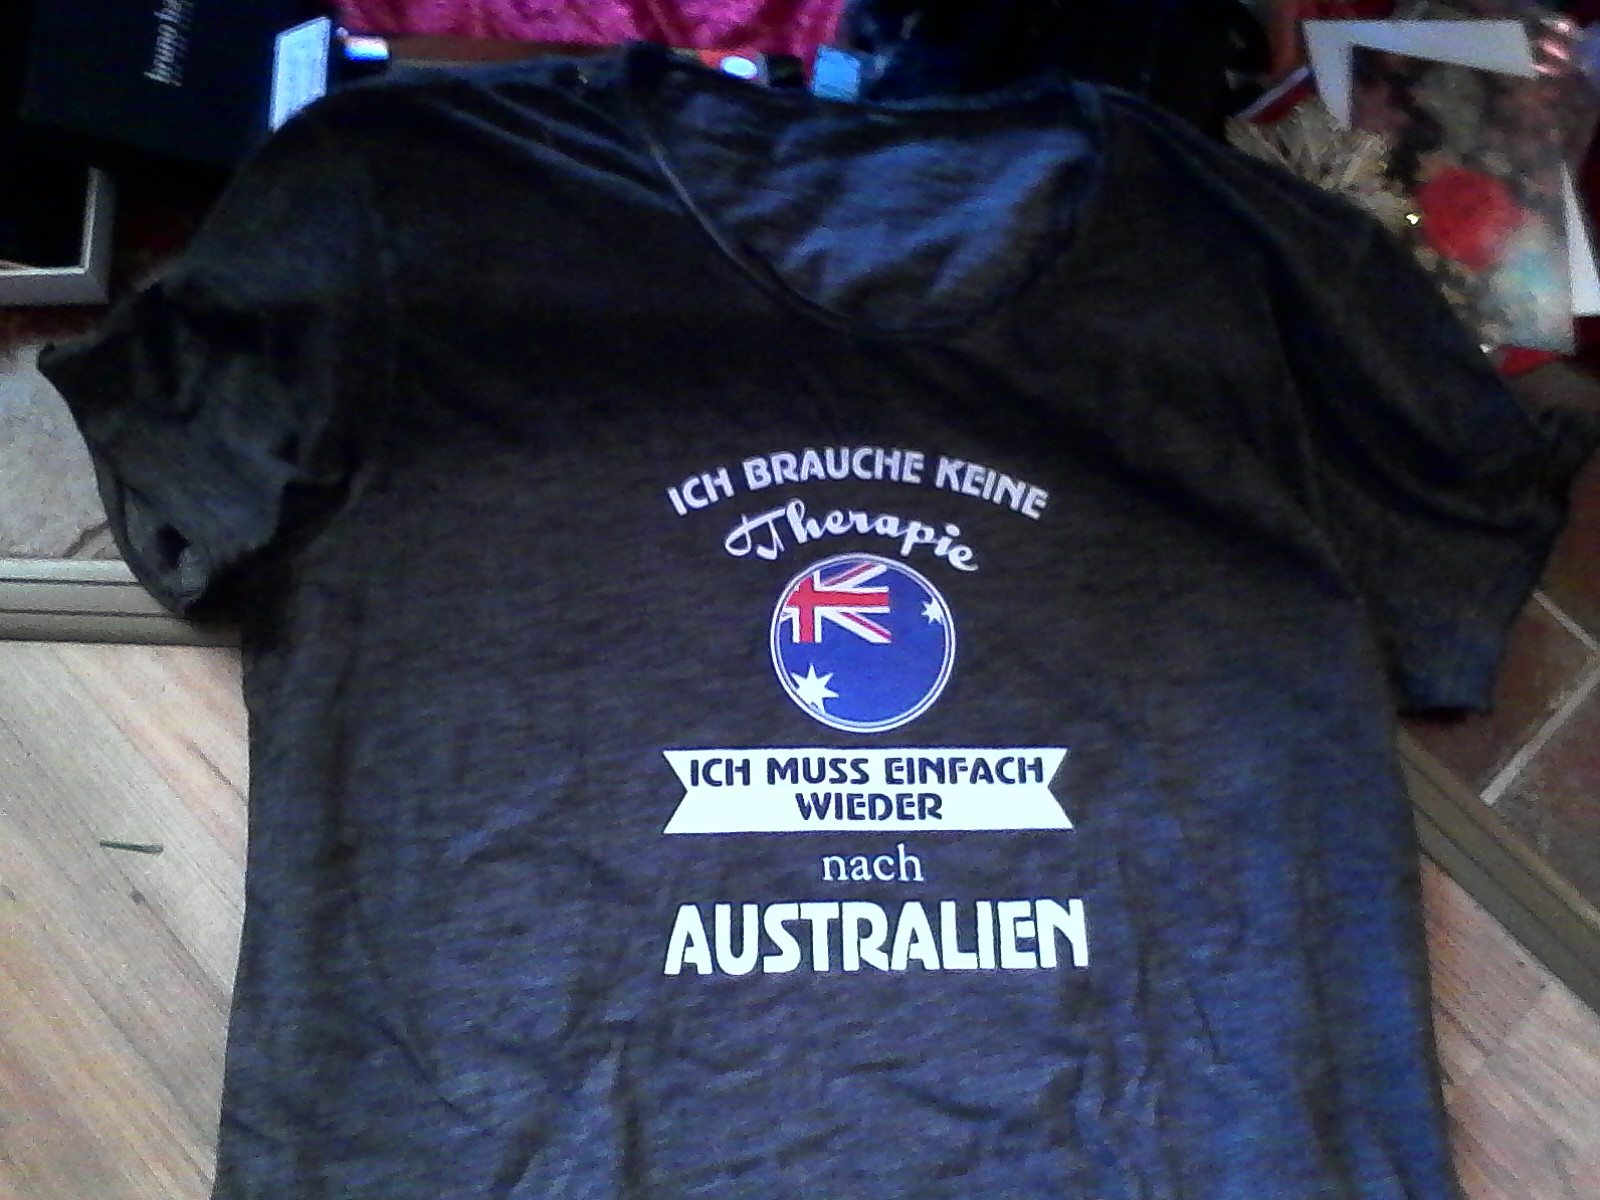 ICH BRAUCHE KEINE
Therapie
ICH MUSS EINFACH
WIEDER
nach
AUSTRALIEN